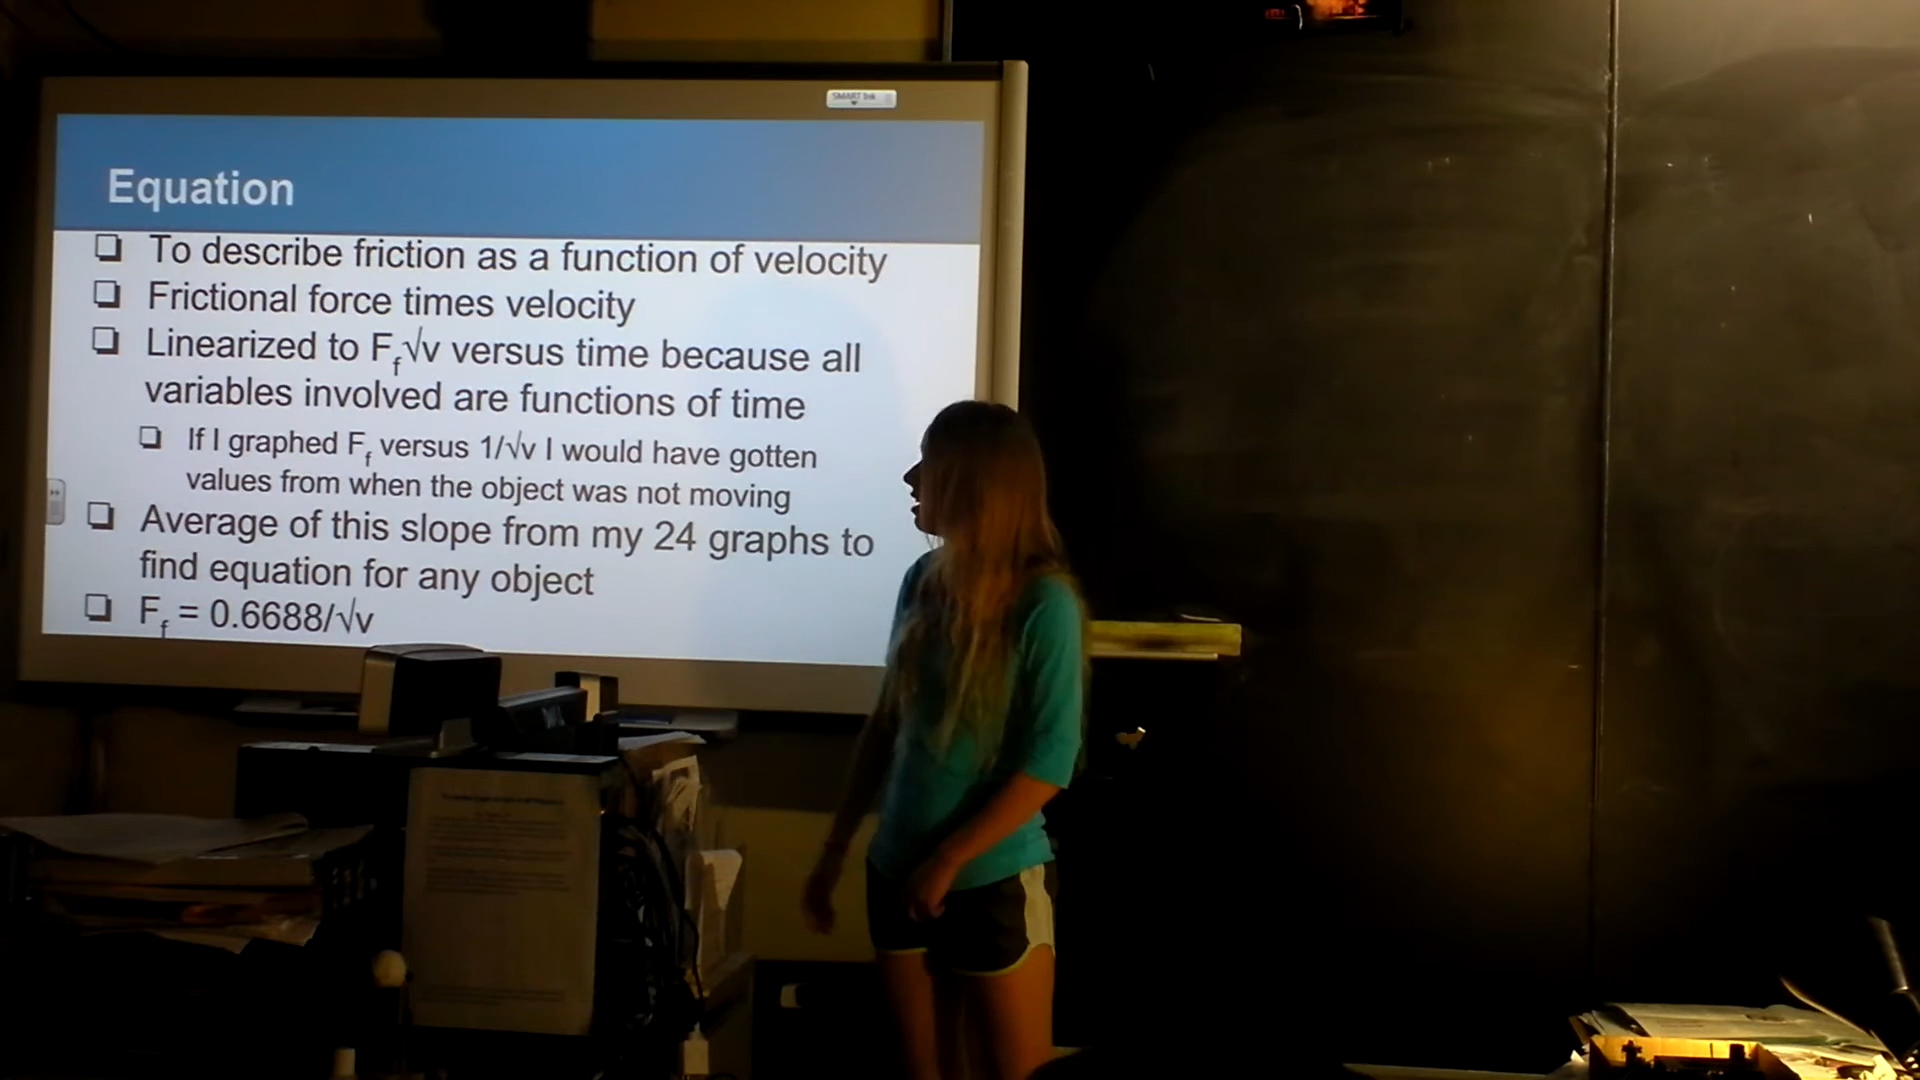 SMART Ink
Equation
❏ To describe friction as a function of velocity
❏ Frictional force times velocity
❏ Linearized to F_f√v versus time because all
variables involved are functions of time
❏ If I graphed F_f versus 1/√v I would have gotten
values from when the object was not moving
❏ Average of this slope from my 24 graphs to
find equation for any object
❏ F_f = 0.6688/√v